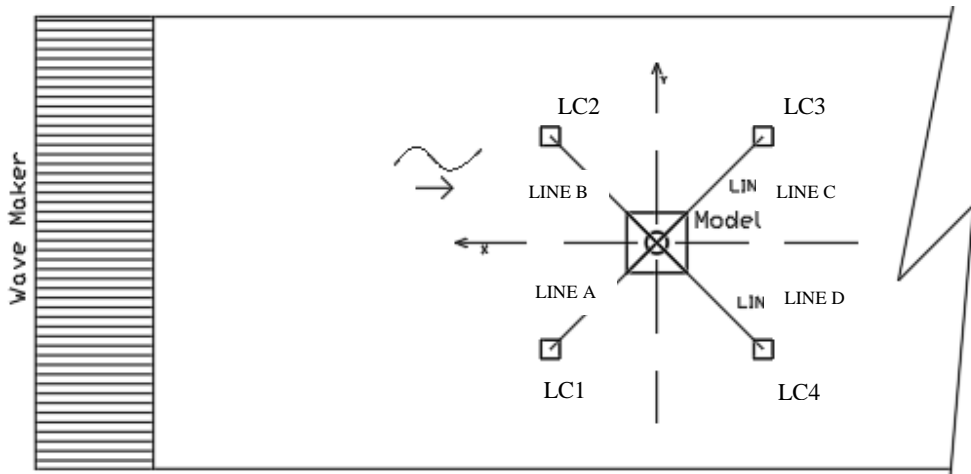 Wave Maker
LC2
LC3
Y
LINE B
LIN
LINE C
Model
X
LINE A
LIN
LINE D
LC1
LC4